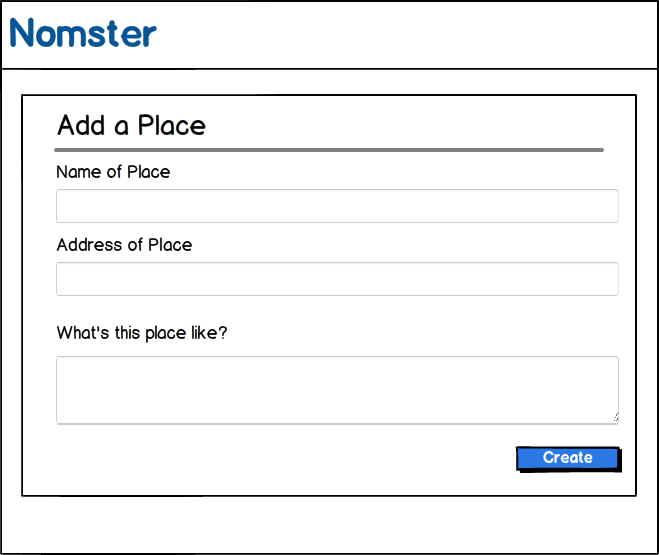 Nomster
Add a Place
Name of Place
Address of Place
What's this place like?
Create